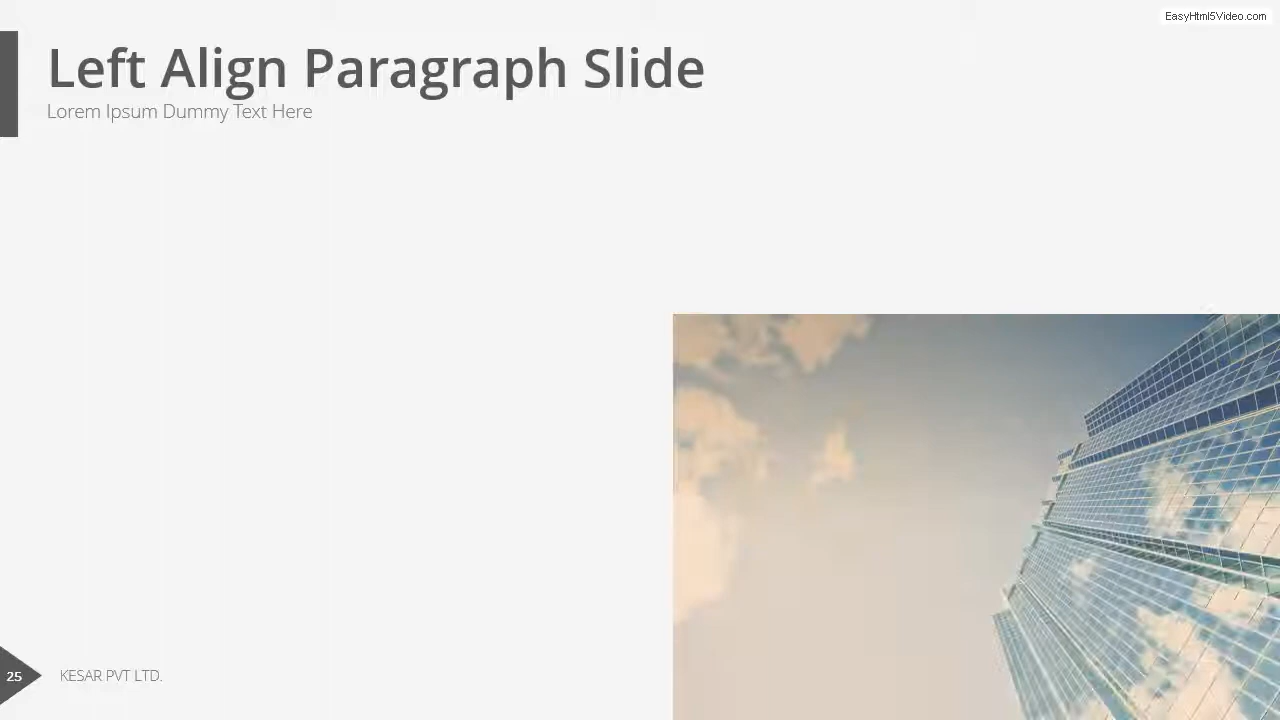 EasyHtml5Video.com
Left Align Paragraph Slide
Lorem Ipsum Dummy Text Here
25
KESAR PVT LTD.